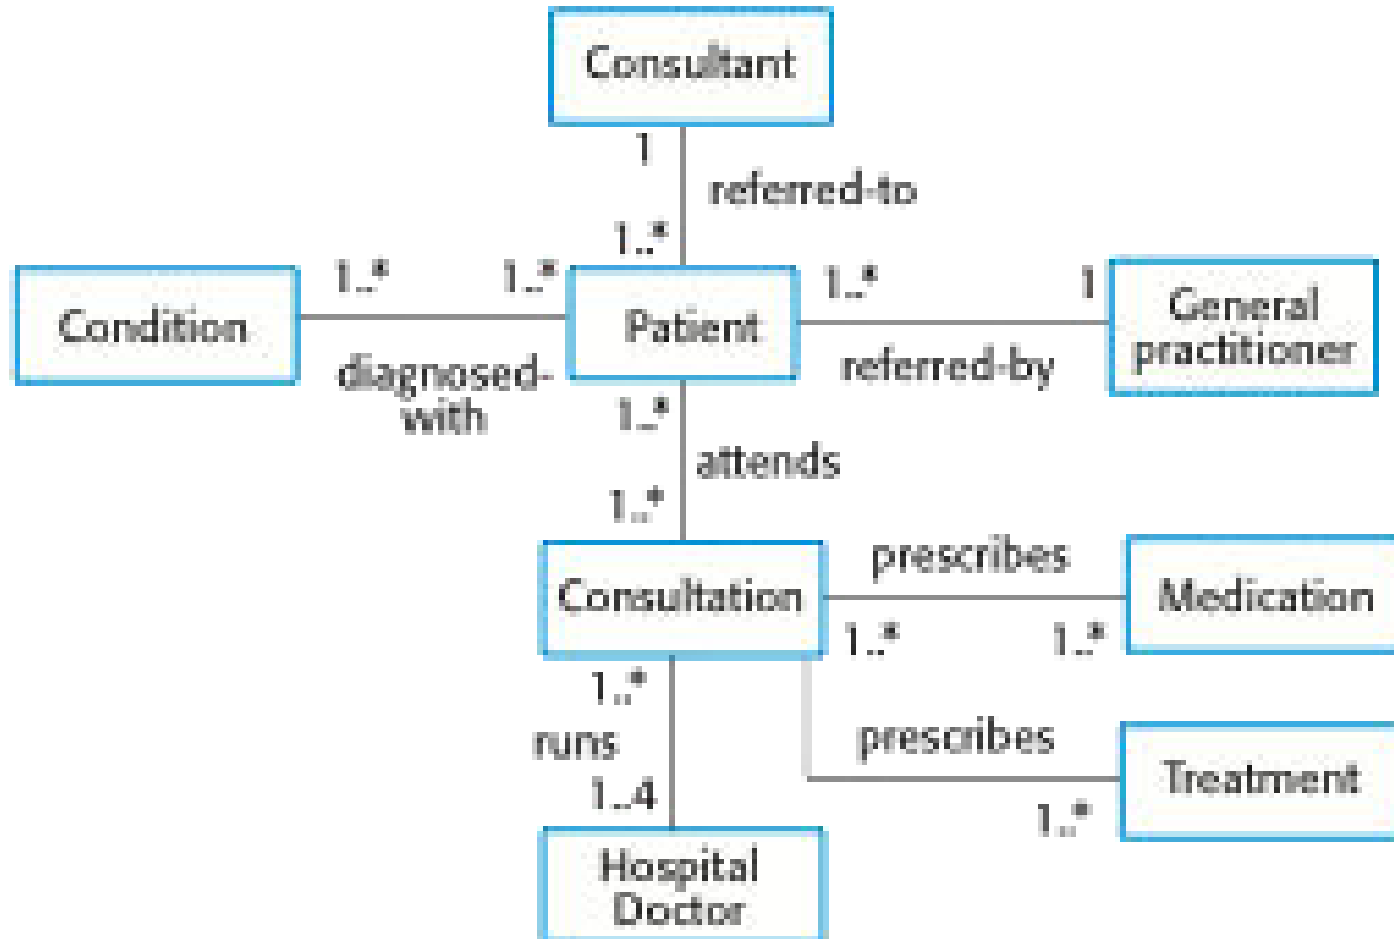 Consultant
1
referred-to
1..*
1..*
1..*
1..*
1
Condition
Patient
General
practitioner
diagnosed-
with
referred-by
1..*
attends
1..*
prescribes
Consultation
Medication
1..*
1..*
1..*
runs
prescribes
1..4
Treatment
1..*
Hospital
Doctor